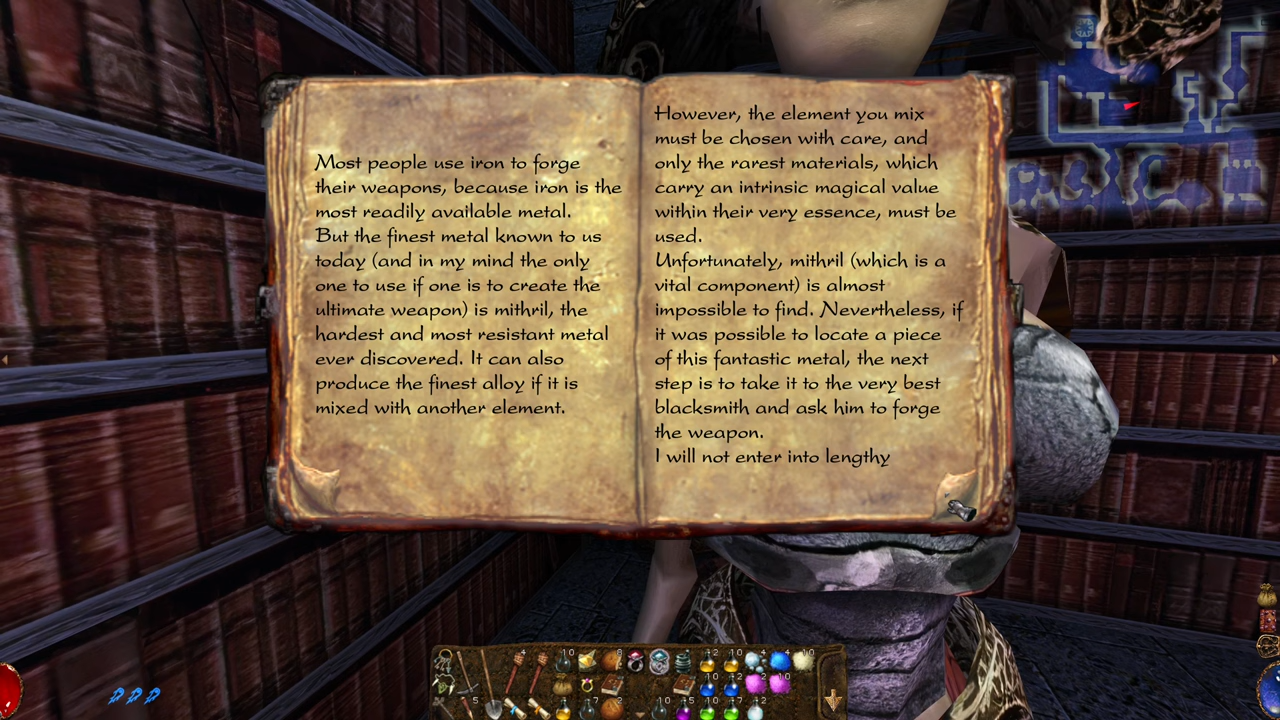 Most people use iron to forge
their weapons, because iron is the
most readily available metal.
But the finest metal known to us
today (and in my mind the only
one to use if one is to create the
ultimate weapon) is mithril, the
hardest and most resistant metal
ever discovered. It can also
produce the finest alloy if it is
mixed with another element.
However, the element you mix
must be chosen with care, and
only the rarest materials, which
carry an intrinsic magical value
within their very essence, must be
used.
Unfortunately, mithril (which is a
vital component) is almost
impossible to find. Nevertheless, if
it was possible to locate a piece
of this fantastic metal, the next
step is to take it to the very best
blacksmith and ask him to forge
the weapon.
I will not enter into lengthy